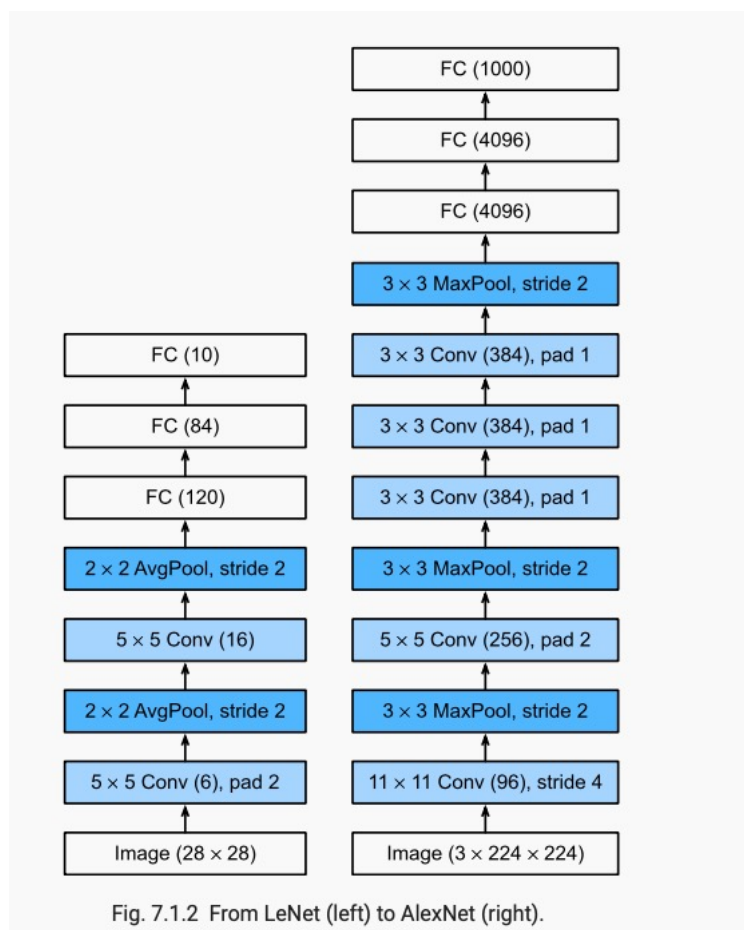 FC (1000)
FC (4096)
FC (4096)
3 × 3 MaxPool, stride 2
3 × 3 Conv (384), pad 1
3 × 3 Conv (384), pad 1
3 × 3 Conv (384), pad 1
3 × 3 MaxPool, stride 2
5 × 5 Conv (256), pad 2
3 × 3 MaxPool, stride 2
11 × 11 Conv (96), stride 4
Image (3 × 224 × 224)
FC (10)
FC (84)
FC (120)
2 × 2 AvgPool, stride 2
5 × 5 Conv (16)
2 × 2 AvgPool, stride 2
5 × 5 Conv (6), pad 2
Image (28 × 28)
Fig. 7.1.2 From LeNet (left) to AlexNet (right).